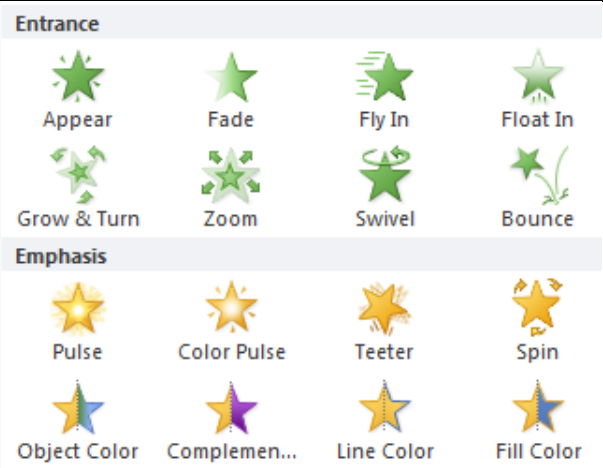 Entrance
Appear Fade Fly In Float In
Grow & Turn Zoom Swivel Bounce
Emphasis
Pulse Color Pulse Teeter Spin
Object Color Complemen... Line Color Fill Color